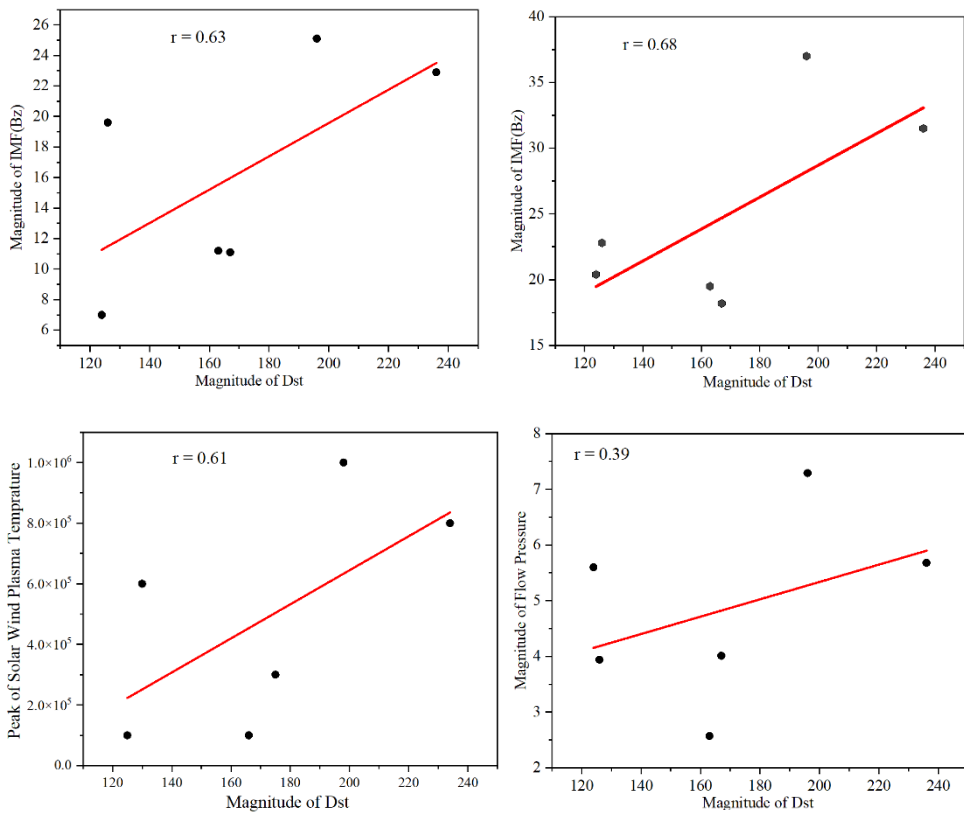 r = 0.63
Magnitude of IMF(Bz)
26
24
22
20
18
16
14
12
10
8
6
120 140 160 180 200 220 240
Magnitude of Dst
r = 0.68
Magnitude of IMF(Bz)
40
35
30
25
20
15
120 140 160 180 200 220 240
Magnitude of Dst
r = 0.61
Peak of Solar Wind Plasma Temprature
1.0×10⁶
8.0×10⁵
6.0×10⁵
4.0×10⁵
2.0×10⁵
0.0
120 140 160 180 200 220 240
Magnitude of Dst
r = 0.39
Magnitude of Flow Pressure
8
7
6
5
4
3
2
120 140 160 180 200 220 240
Magnitude of Dst